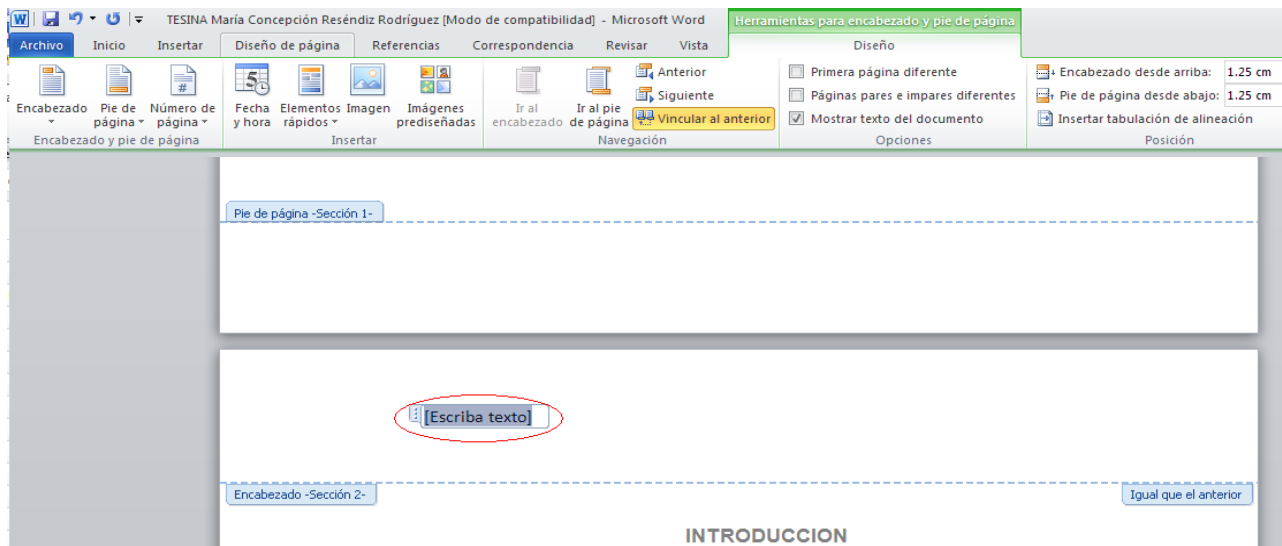 TESINA María Concepción Reséndiz Rodríguez [Modo de compatibilidad] - Microsoft Word
Herramientas para encabezado y pie de página
Archivo Inicio Insertar Diseño de página Referencias Correspondencia Revisar Vista Diseño
Encabezado
Pie de página
Número de página
Encabezado y pie de página
Fecha y hora
Elementos rápidos
Imagen
Imágenes prediseñadas
Insertar
Ir al encabezado
Ir al pie de página
Anterior
Siguiente
Vincular al anterior
Navegación
Primera página diferente
Páginas pares e impares diferentes
Mostrar texto del documento
Opciones
Encabezado desde arriba: 1.25 cm
Pie de página desde abajo: 1.25 cm
Insertar tabulación de alineación
Posición
Pie de página -Sección 1-
[Escriba texto]
Encabezado -Sección 2-
Igual que el anterior
INTRODUCCION